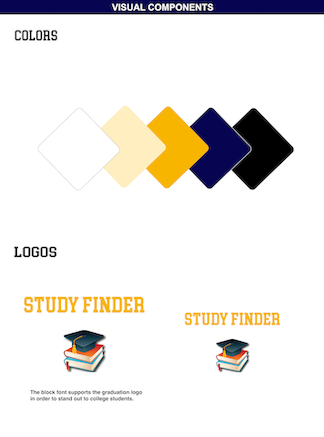 VISUAL COMPONENTS
COLORS
LOGOS
STUDY FINDER
STUDY FINDER
The block font supports the graduation logo
in order to stand out to college students.